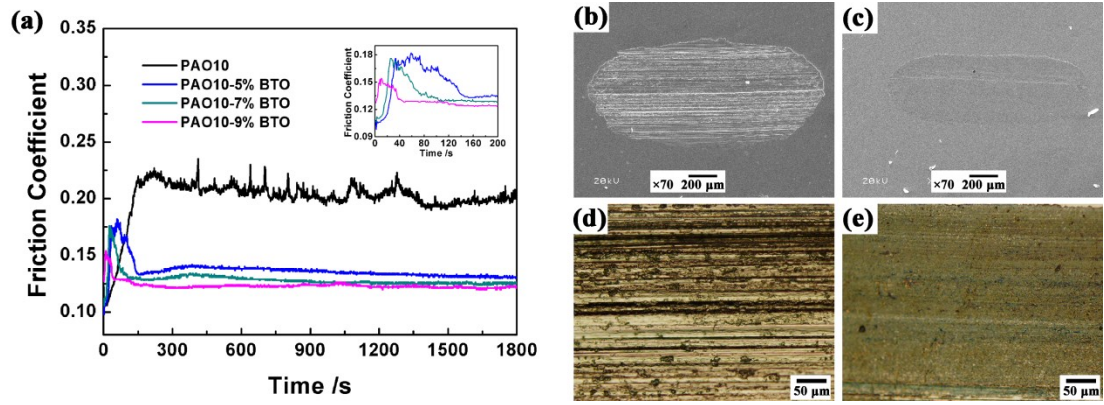 (a)
0.35
0.30
0.25
0.20
0.15
0.10
Friction Coefficient
0
300
600
900
1200
1500
1800
Time /s
PAO10
PAO10-5% BTO
PAO10-7% BTO
PAO10-9% BTO
0.18
0.15
0.12
0.09
Friction Coefficient
0
40
80
120
160
200
Time /s
(b)
20kU
×70 200 µm
(c)
20kU
×70 200 µm
(d)
50 µm
(e)
50 µm